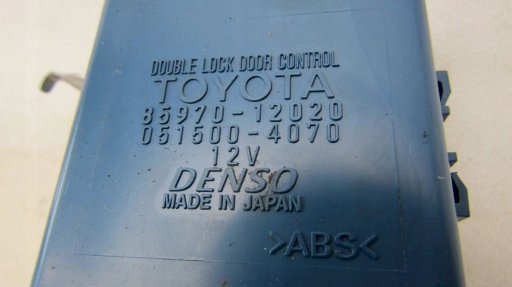 DOUBLE LOCK DOOR CONTROL
TOYOTA
85970-12020
051500-4070
12V
DENSO
MADE IN JAPAN
>ABS<